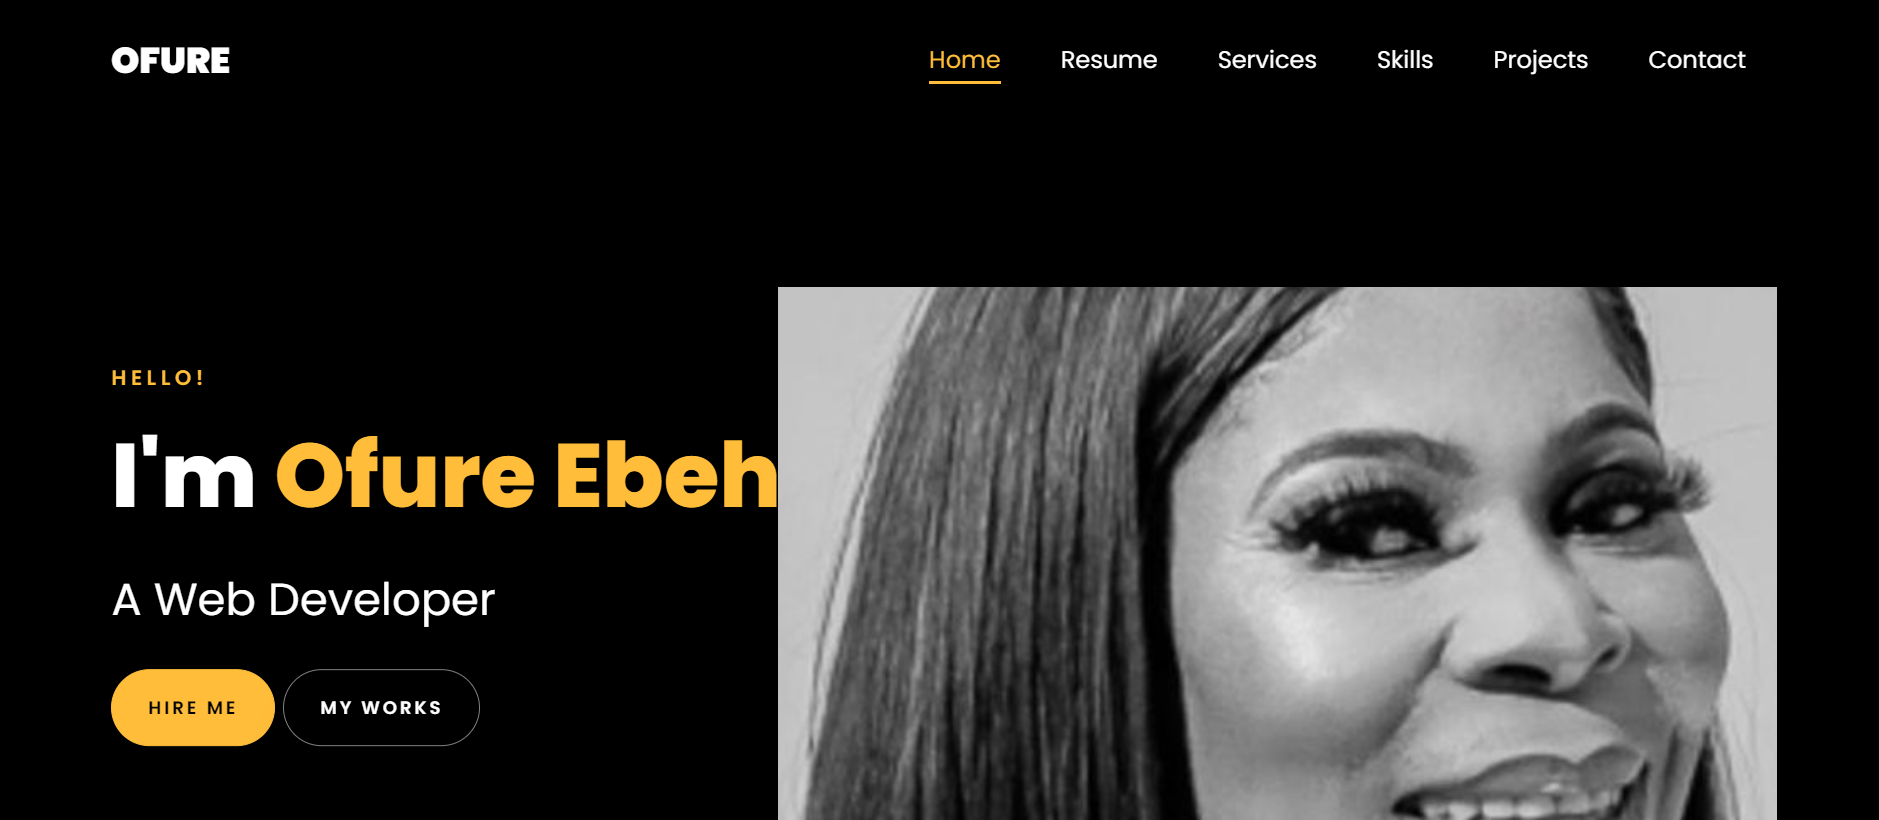 OFURE
Home Resume Services Skills Projects Contact
HELLO!
I'm Ofure Ebeh
A Web Developer
HIRE ME MY WORKS